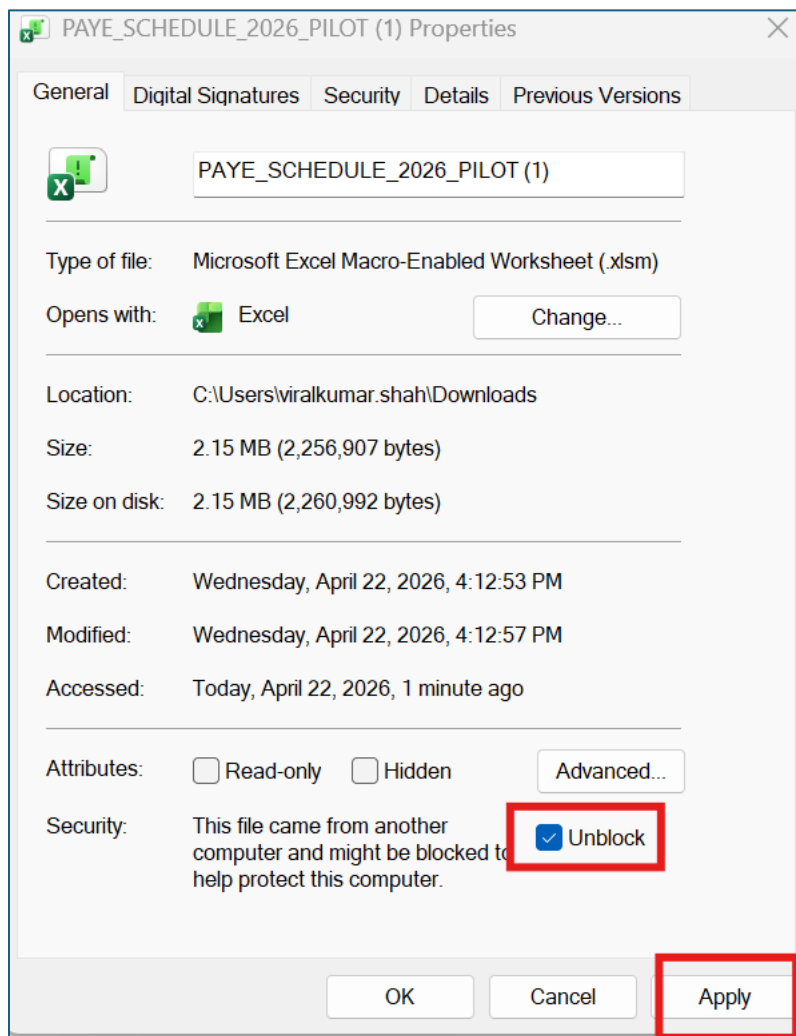 PAYE_SCHEDULE_2026_PILOT (1) Properties
General Digital Signatures Security Details Previous Versions
PAYE_SCHEDULE_2026_PILOT (1)
Type of file: Microsoft Excel Macro-Enabled Worksheet (.xlsm)
Opens with: Excel Change...
Location: C:\Users\viralkumar.shah\Downloads
Size: 2.15 MB (2,256,907 bytes)
Size on disk: 2.15 MB (2,260,992 bytes)
Created: Wednesday, April 22, 2026, 4:12:53 PM
Modified: Wednesday, April 22, 2026, 4:12:57 PM
Accessed: Today, April 22, 2026, 1 minute ago
Attributes: Read-only Hidden Advanced...
Security: This file came from another
computer and might be blocked to
help protect this computer.
Unblock
OK Cancel Apply